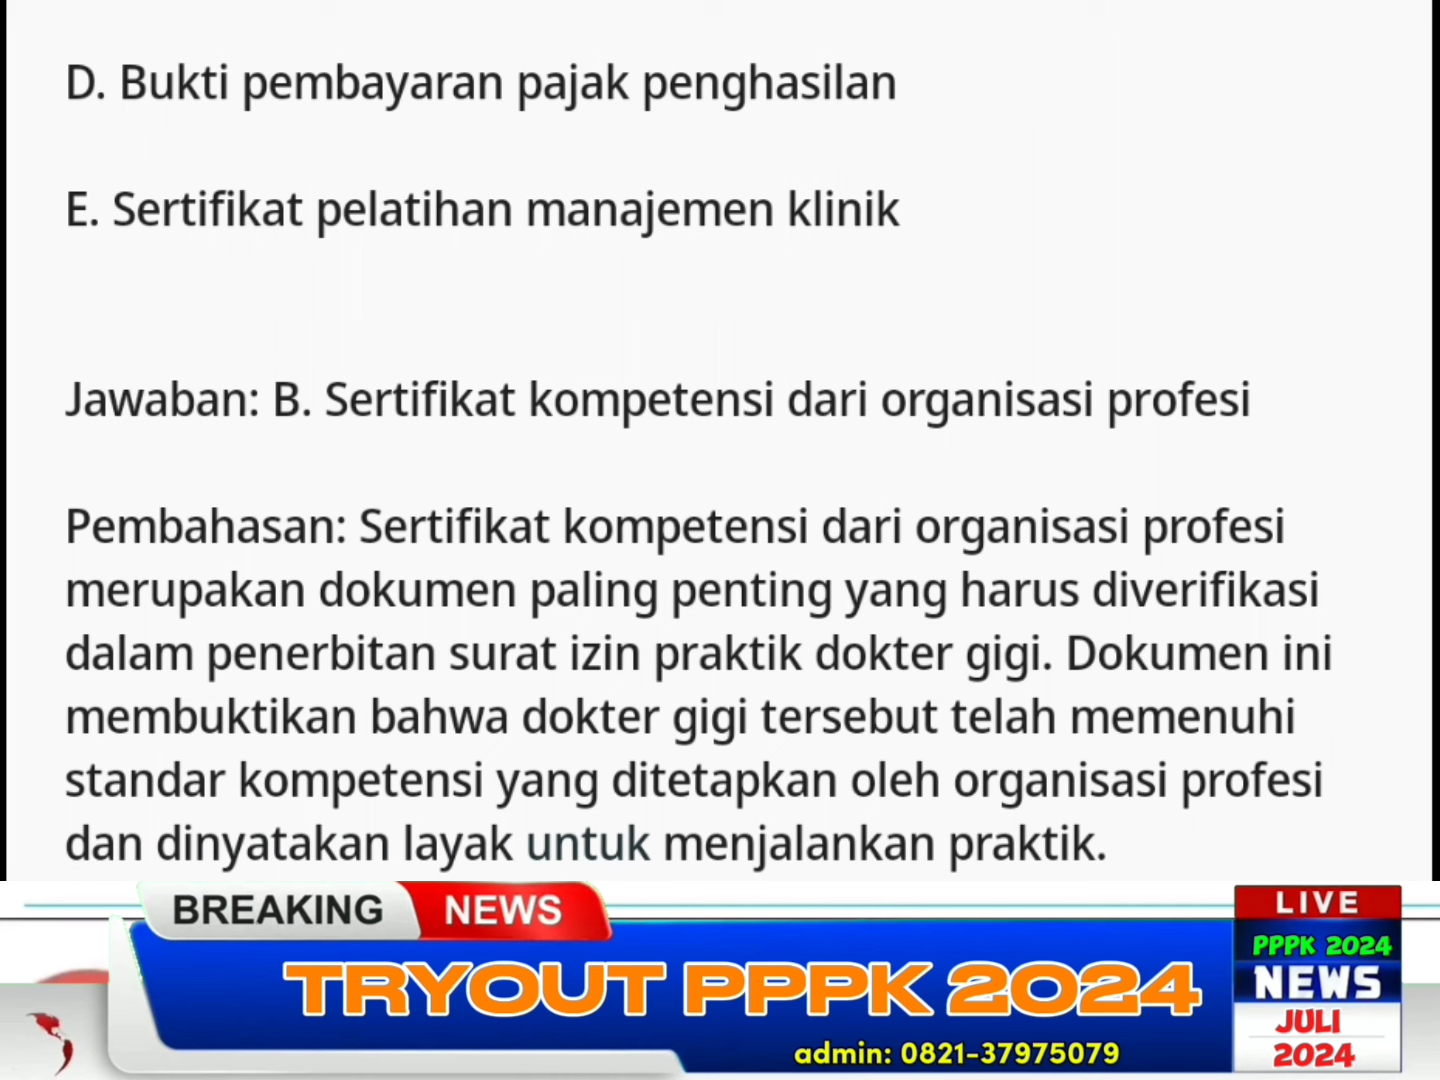 D. Bukti pembayaran pajak penghasilan
E. Sertifikat pelatihan manajemen klinik
Jawaban: B. Sertifikat kompetensi dari organisasi profesi
Pembahasan: Sertifikat kompetensi dari organisasi profesi
merupakan dokumen paling penting yang harus diverifikasi
dalam penerbitan surat izin praktik dokter gigi. Dokumen ini
membuktikan bahwa dokter gigi tersebut telah memenuhi
standar kompetensi yang ditetapkan oleh organisasi profesi
dan dinyatakan layak untuk menjalankan praktik.
BREAKING NEWS
TRYOUT PPPK 2024
admin: 0821-37975079
LIVE
PPPK 2024
NEWS
JULI
2024